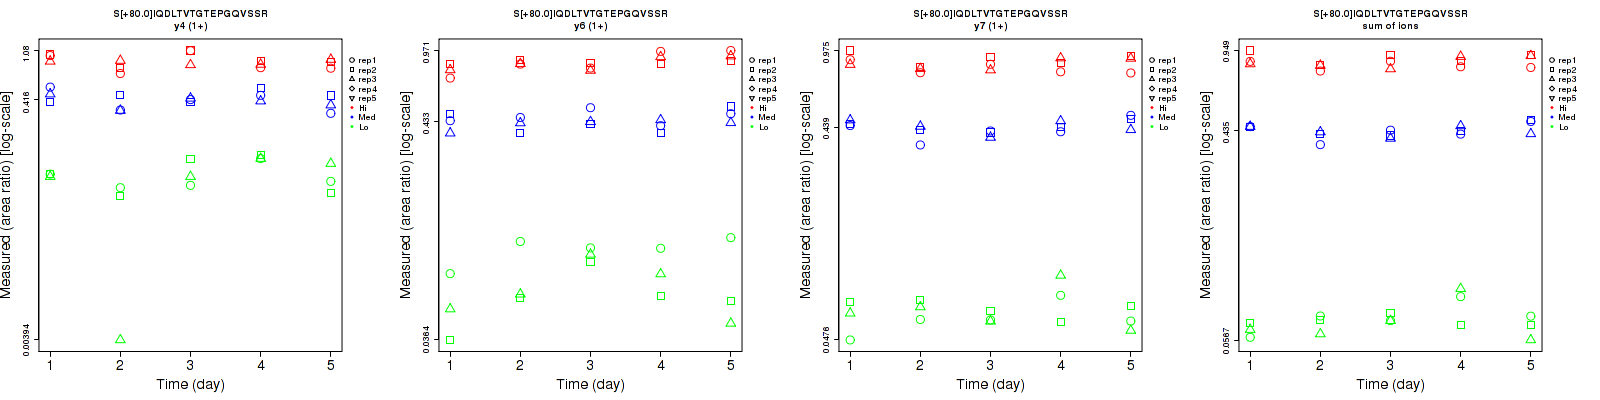 S[+80.0]IQDLTVTGTEPGQVSSR
y4 (1+)
Measured (area ratio) [log-scale]
1.08
0.416
0.00394
1 2 3 4 5
Time (day)
rep1
rep2
rep3
rep4
rep5
Hi
Med
Lo
S[+80.0]IQDLTVTGTEPGQVSSR
y6 (1+)
Measured (area ratio) [log-scale]
0.971
0.433
0.0364
1 2 3 4 5
Time (day)
rep1
rep2
rep3
rep4
rep5
Hi
Med
Lo
S[+80.0]IQDLTVTGTEPGQVSSR
y7 (1+)
Measured (area ratio) [log-scale]
0.975
0.439
0.0476
1 2 3 4 5
Time (day)
rep1
rep2
rep3
rep4
rep5
Hi
Med
Lo
S[+80.0]IQDLTVTGTEPGQVSSR
sum of ions
Measured (area ratio) [log-scale]
0.949
0.435
0.0567
1 2 3 4 5
Time (day)
rep1
rep2
rep3
rep4
rep5
Hi
Med
Lo